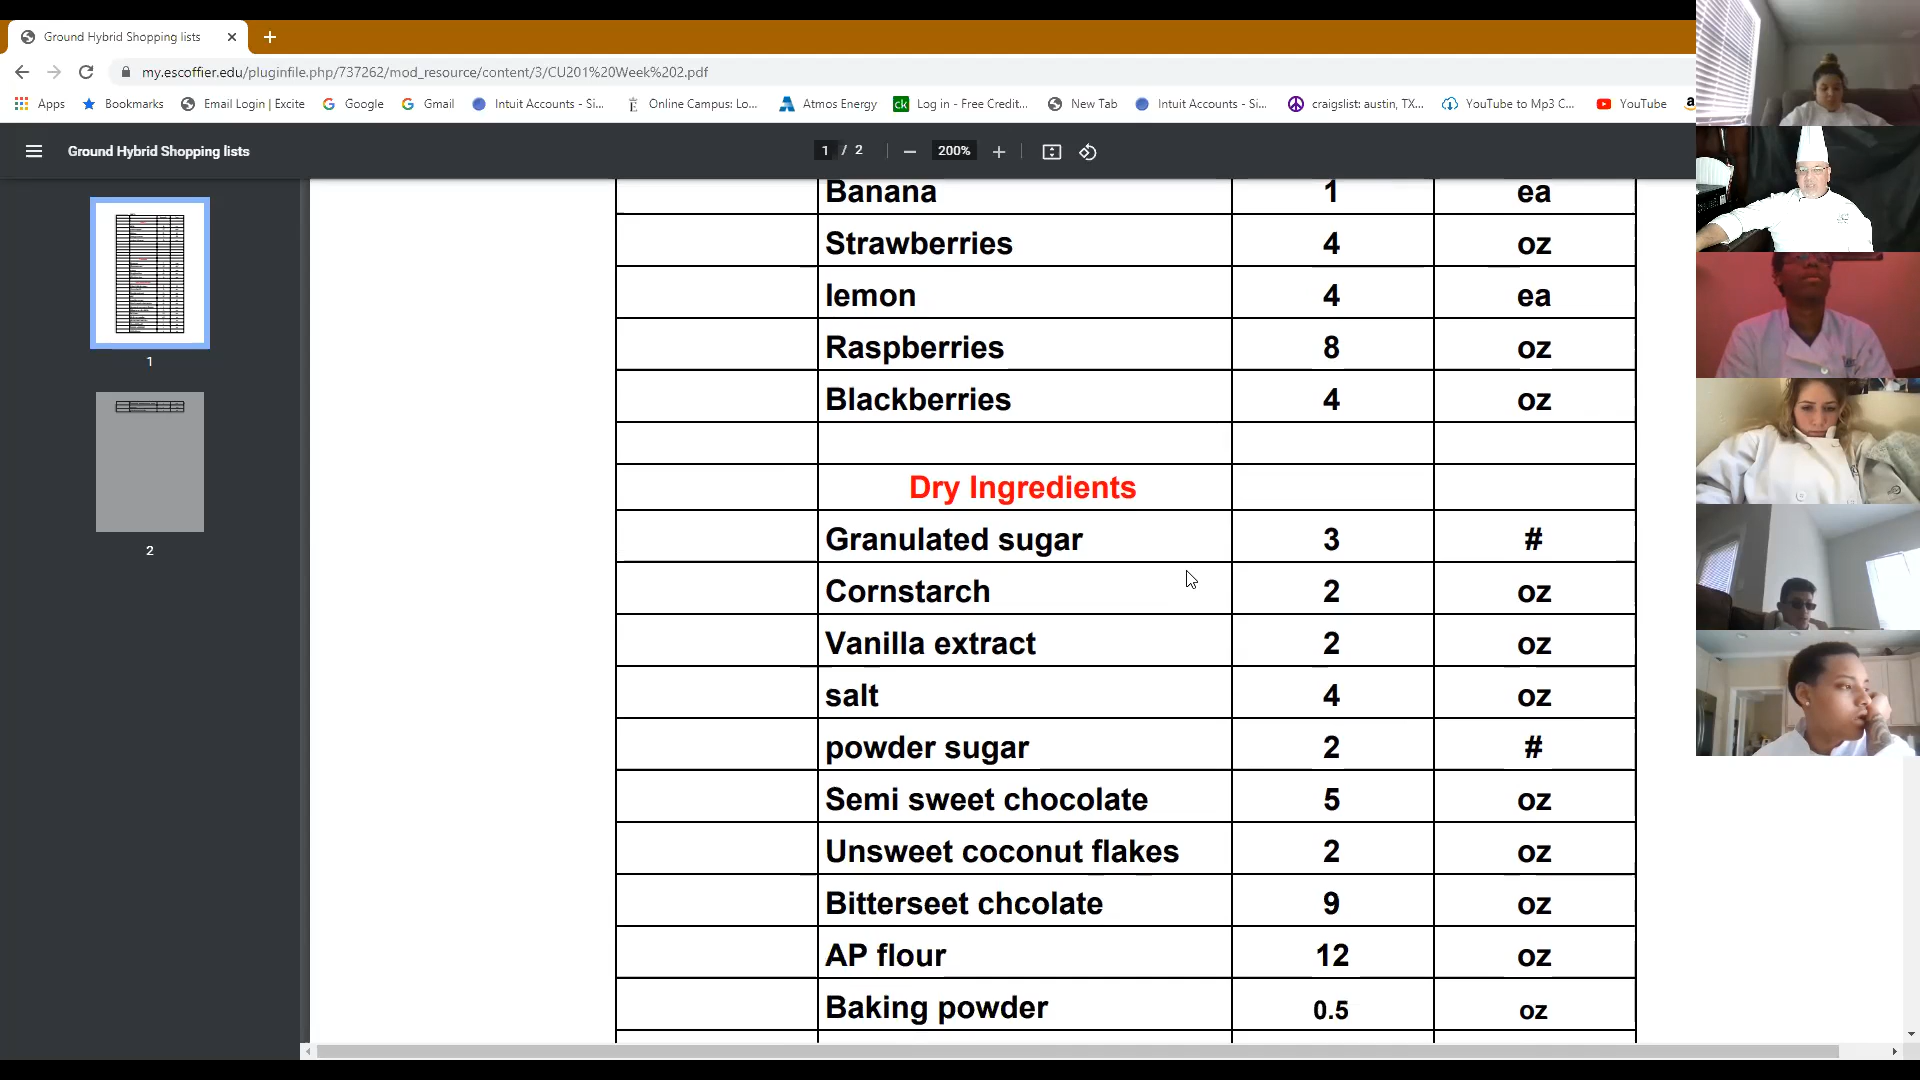 Ground Hybrid Shopping lists
my.escoffier.edu/pluginfile.php/737262/mod_resource/content/3/CU201%20Week%202.pdf
Apps Bookmarks Email Login | Excite Google Gmail Intuit Accounts - Si... Online Campus: Lo... Atmos Energy ck Log in - Free Credit... New Tab Intuit Accounts - Si... craigslist: austin, TX... YouTube to Mp3 C... YouTube a
Ground Hybrid Shopping lists 1 / 2 200%
1
2
Banana 1 ea
Strawberries 4 oz
lemon 4 ea
Raspberries 8 oz
Blackberries 4 oz
Dry Ingredients
Granulated sugar 3 #
Cornstarch 2 oz
Vanilla extract 2 oz
salt 4 oz
powder sugar 2 #
Semi sweet chocolate 5 oz
Unsweet coconut flakes 2 oz
Bitterseet chcolate 9 oz
AP flour 12 oz
Baking powder 0.5 oz